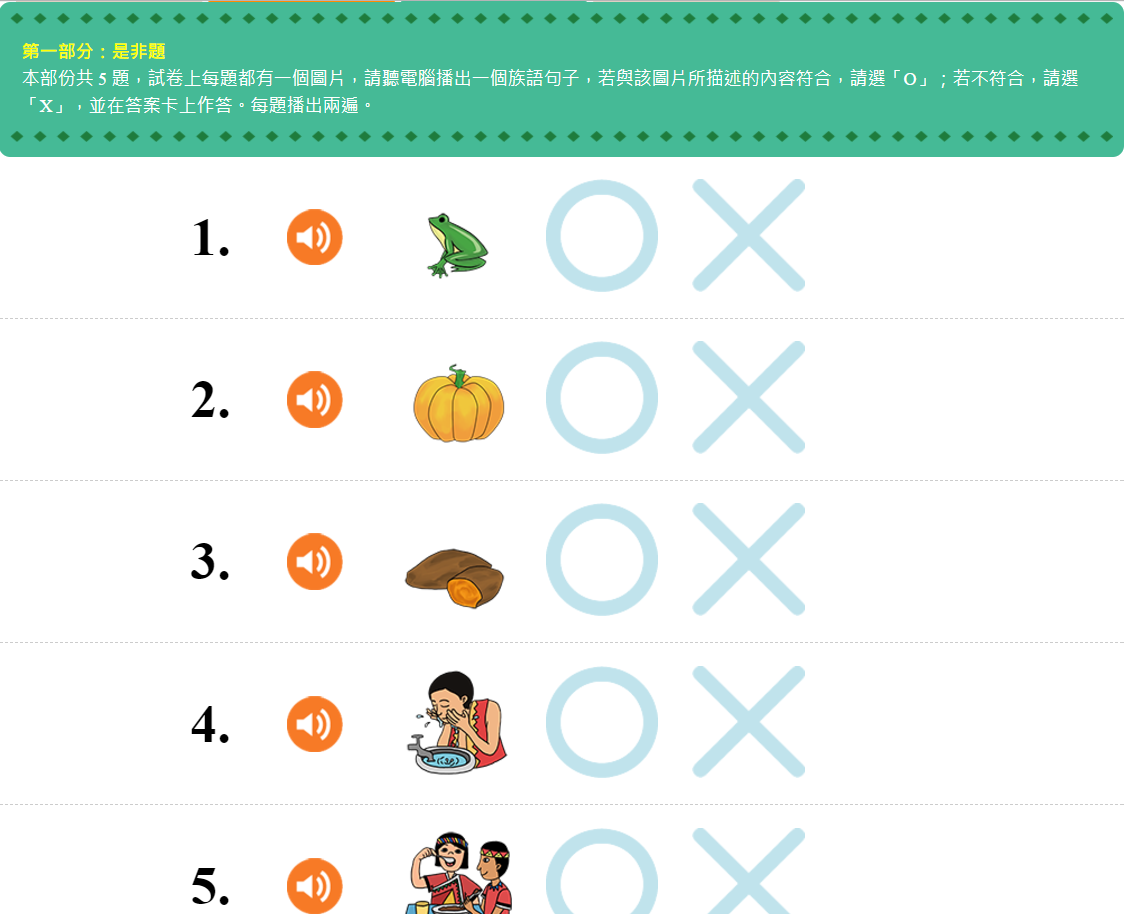 第一部分：是非題
本部份共 5 題，試卷上每題都有一個圖片，請聽電腦播出一個族語句子，若與該圖片所描述的內容符合，請選「O」；若不符合，請選
「X」，並在答案卡上作答。每題播出兩遍。
1.
2.
3.
4.
5.